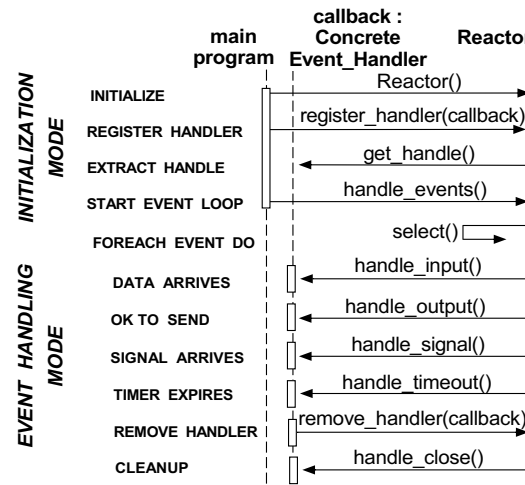 main
program
callback :
Concrete
Event_Handler
Reactor
INITIALIZATION
MODE
INITIALIZE
Reactor()
REGISTER HANDLER
register_handler(callback)
EXTRACT HANDLE
get_handle()
START EVENT LOOP
handle_events()
EVENT HANDLING
MODE
FOREACH EVENT DO
select()
DATA ARRIVES
handle_input()
OK TO SEND
handle_output()
SIGNAL ARRIVES
handle_signal()
TIMER EXPIRES
handle_timeout()
REMOVE HANDLER
remove_handler(callback)
CLEANUP
handle_close()